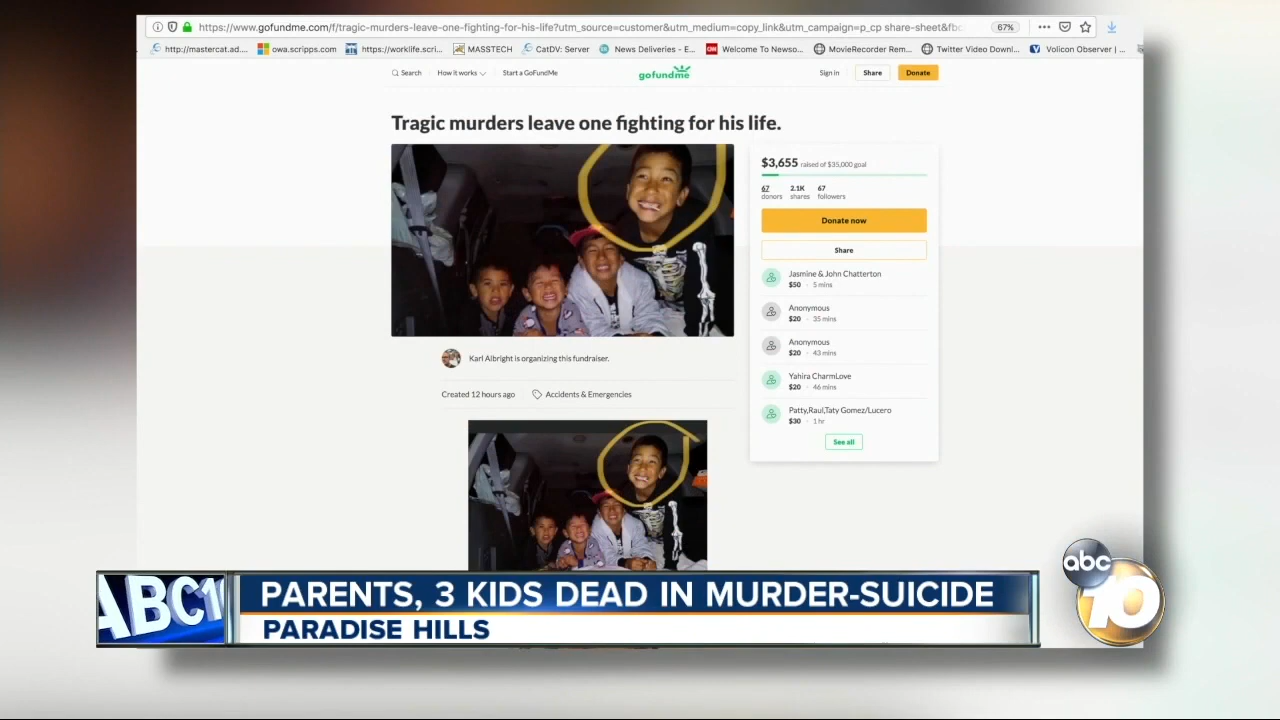 https://www.gofundme.com/f/tragic-murders-leave-one-fighting-for-his-life?utm_source=customer&utm_medium=copy_link&utm_campaign=p_cp share-sheet&fbc
67%
http://mastercat.ad.... owa.scripps.com https://worklife.scri... MASSTECH CatDV: Server News Deliveries - E... CNN Welcome To Newso... MovieRecorder Rem... Twitter Video Downl... Volicon Observer | ...
Search How it works Start a GoFundMe gofundme Sign in Share Donate
Tragic murders leave one fighting for his life.
$3,655 raised of $35,000 goal
67 2.1K 67
donors shares followers
Donate now
Share
Jasmine & John Chatterton
$50 · 5 mins
Anonymous
$20 · 35 mins
Anonymous
$20 · 43 mins
Yahira CharmLove
$20 · 46 mins
Patty,Raul,Taty Gomez/Lucero
$30 · 1 hr
See all
Karl Albright is organizing this fundraiser.
Created 12 hours ago Accidents & Emergencies
ABC1
PARENTS, 3 KIDS DEAD IN MURDER-SUICIDE
PARADISE HILLS
abc
10